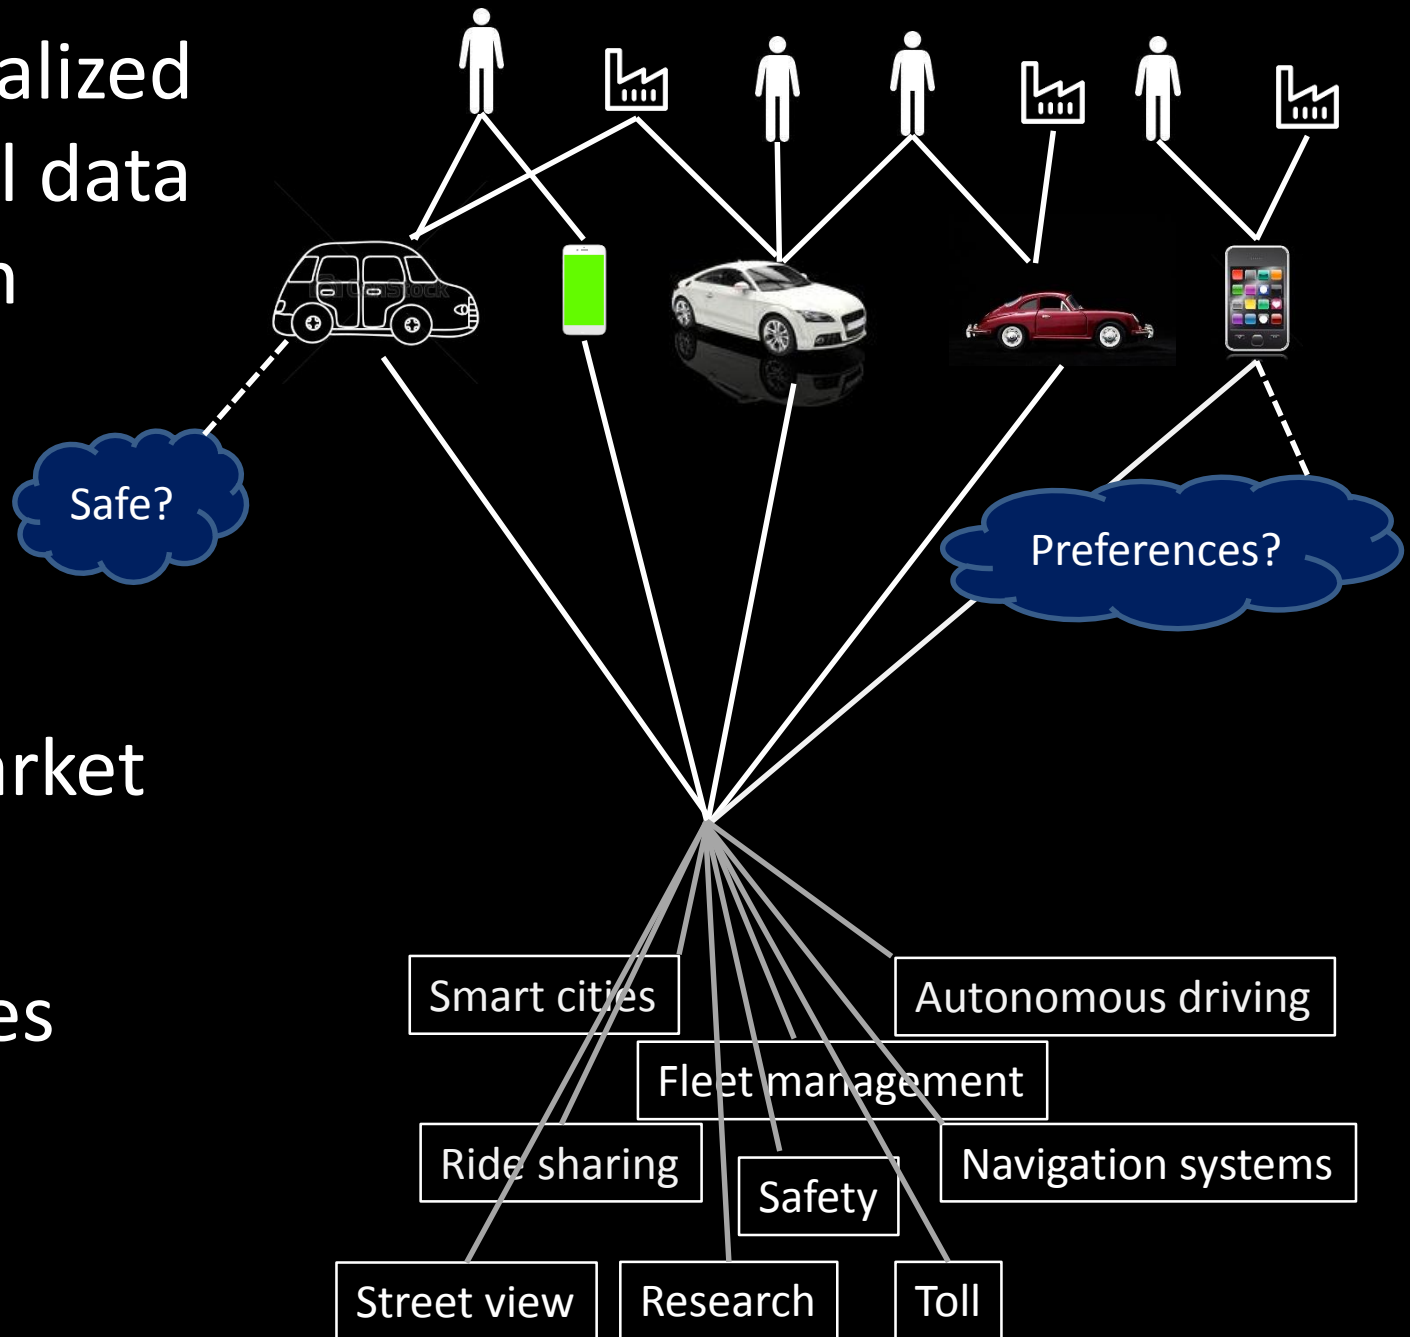 alized
l data
n
Safe?
Preferences?
arket
es
Smart cities
Autonomous driving
Fleet management
Ride sharing
Navigation systems
Safety
Street view
Research
Toll